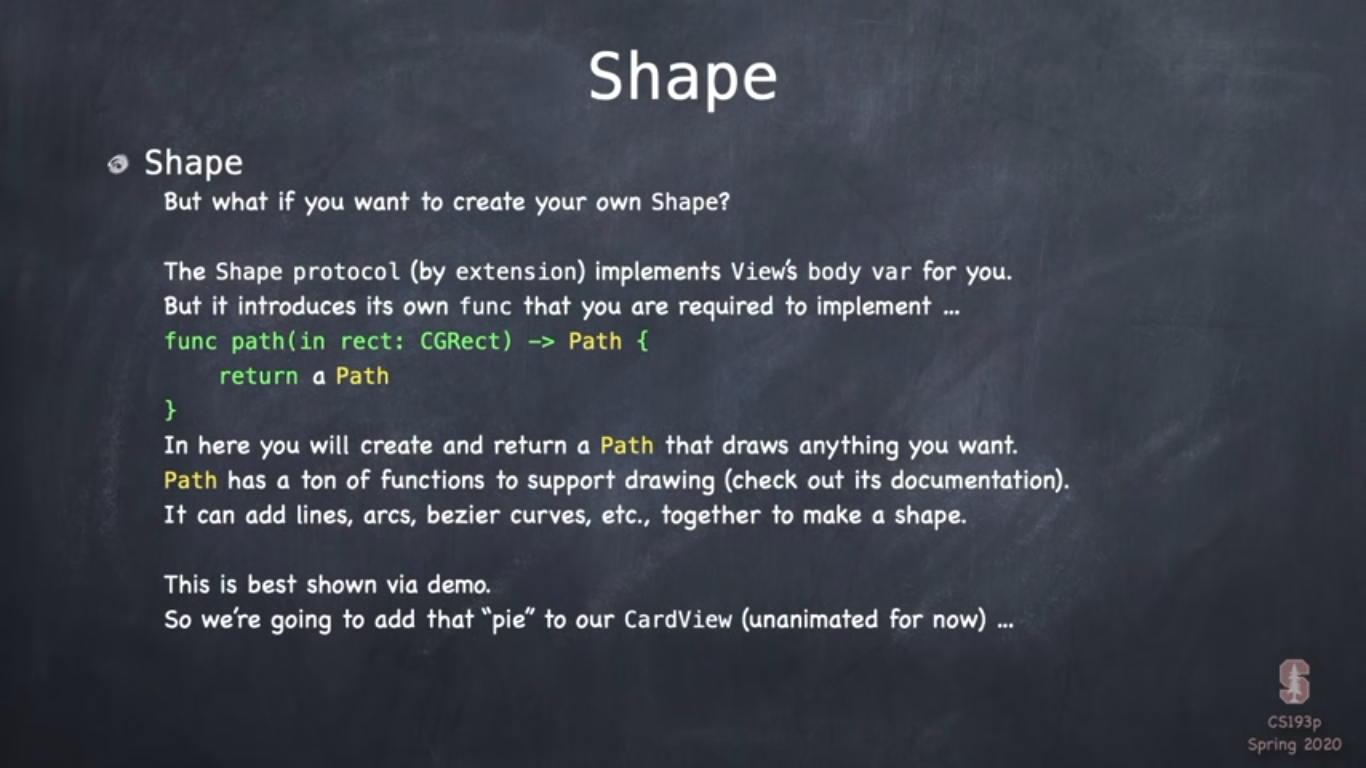 Shape
Shape
But what if you want to create your own Shape?
The Shape protocol (by extension) implements View's body var for you.
But it introduces its own func that you are required to implement ...
func path(in rect: CGRect) -> Path {
return a Path
}
In here you will create and return a Path that draws anything you want.
Path has a ton of functions to support drawing (check out its documentation).
It can add lines, arcs, bezier curves, etc., together to make a shape.
This is best shown via demo.
So we're going to add that “pie” to our CardView (unanimated for now) ...
S
CS193p
Spring 2020